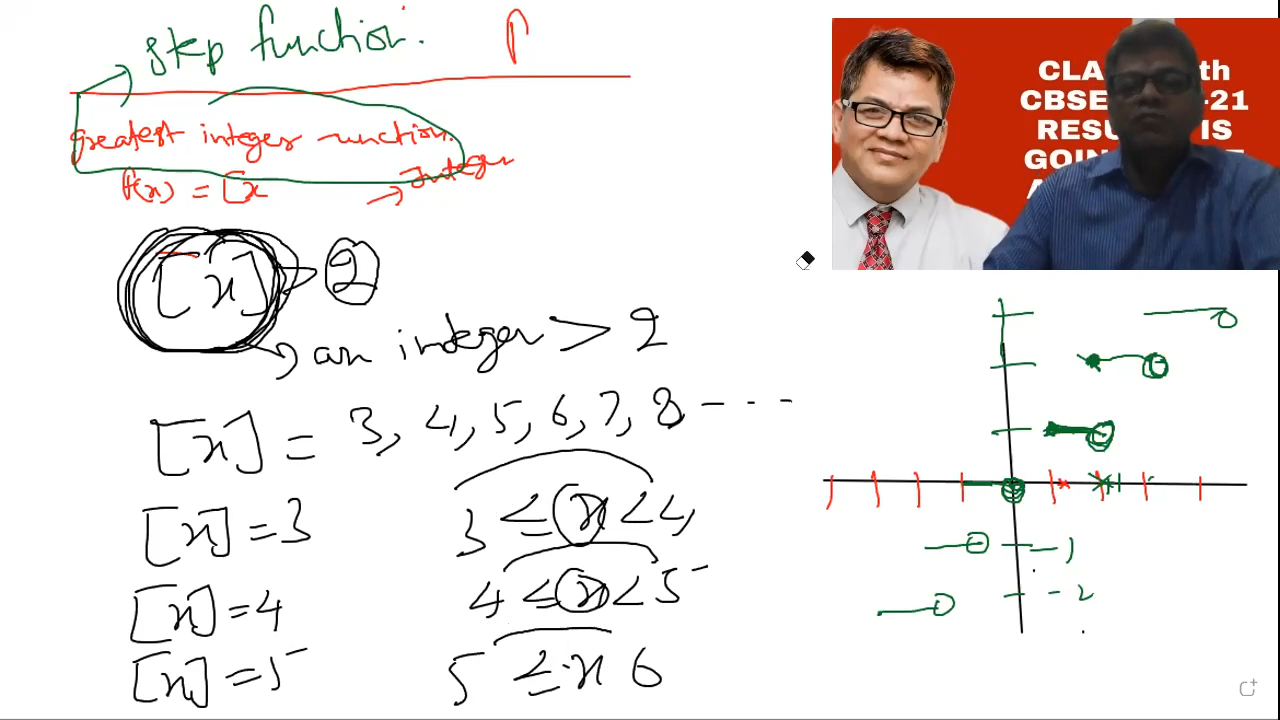 step function.
greatest integer runction.
f(x) = [x
→ Integer
[x] → 2
→ an integer > 2
[x] = 3, 4, 5, 6, 7, 8 - - - -
[x] = 3 3 ≤ x < 4,
[x] = 4 4 ≤ x < 5
[x] = 5 5 ≤ x 6
CLA th
CBSE -21
RESU IS
GOIN
- 1
- 2